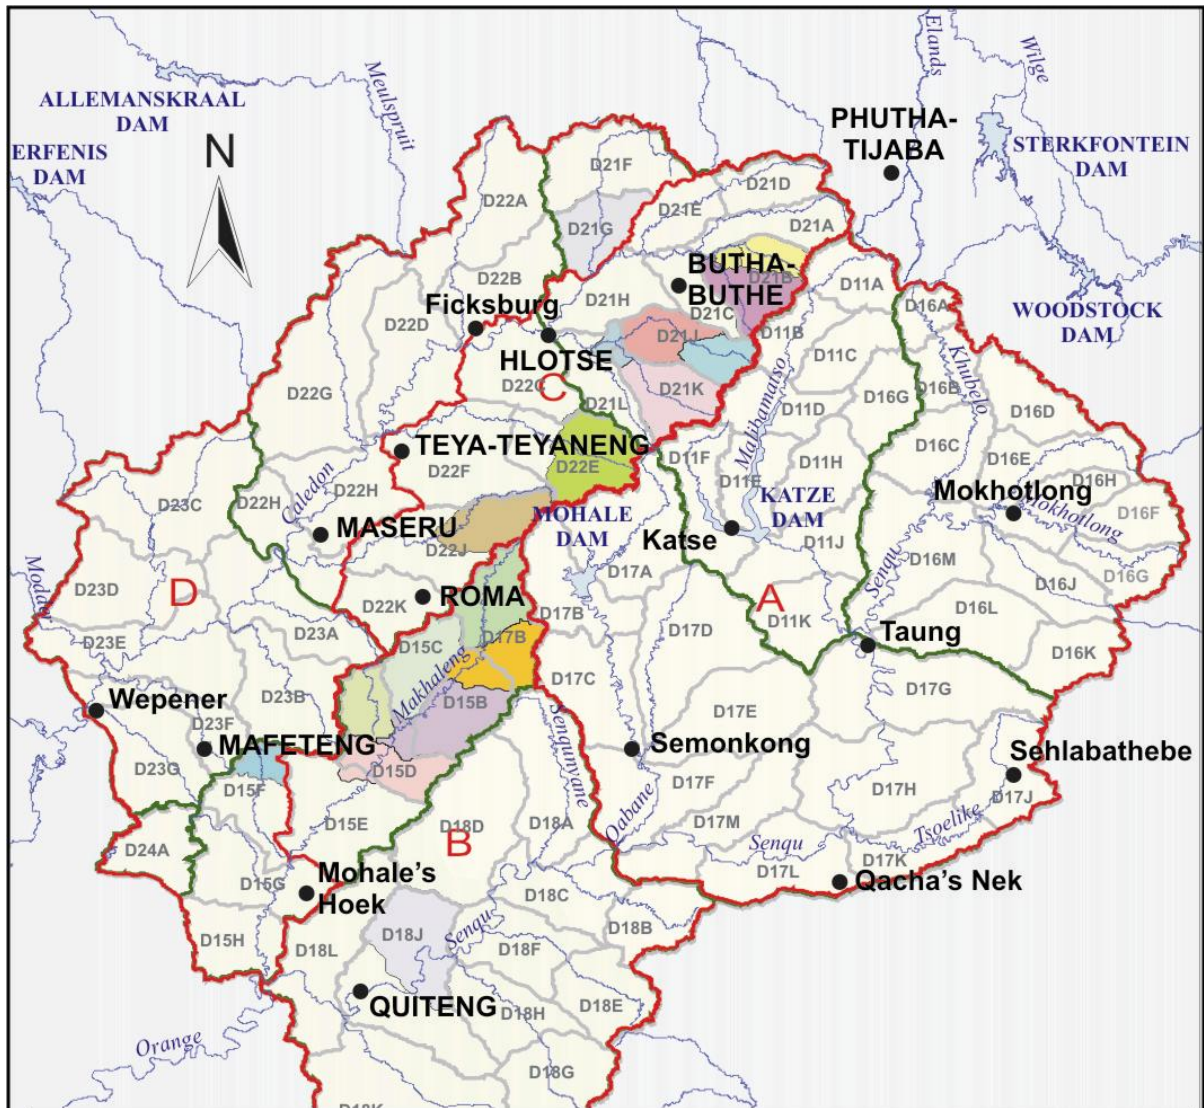 Meulspruit
Elands
Wilge
ALLEMANSKRAAL
DAM
ERFENIS
DAM
N
PHUTHA-
TIJABA
STERKFONTEIN
DAM
WOODSTOCK
DAM
D21F
D21D
D22A
D21E
D21G
D21A
D22B
BUTHA-
BUTHE
D21B
D11A
D16A
Ficksburg
D21H
D21C
D22D
D11B
Khubelo
HLOTSE
D21J
D11C
D22G
D22C
C
D21K
Malibamatso
D16B
D21L
D11D
D16G
D16D
TEYA-TEYANENG
D22F
D22E
D11F
D16C
D16E
D11H
D11E
D16H
D23C
D22H
D22H
Caledon
KATZE
DAM
Mokhotlong
Mokhotlong
D16F
MASERU
MOHALE
DAM
Katse
D22J
D11J
Senqu
D16M
D17A
D16J
D16G
Modder
D23D
D
D22K
ROMA
D17B
A
D11K
D16L
D23E
D23A
D15C
D17B
D17D
Taung
D16K
Makhaleng
D17C
D17G
Wepener
D23B
D15B
D17E
D23F
MAFETENG
Senqunyane
Semonkong
Sehlabathebe
D23G
D15D
D15F
D17F
D17H
D17J
D15E
D18D
D18A
Qabane
D17M
Tsoelike
D24A
B
Senqu
D17K
D17L
Qacha's Nek
D15G
Mohale's
Hoek
D18C
D15H
D18J
Senqu
D18B
D18L
D18F
QUITENG
D18E
D18H
Orange
D18G
D18K